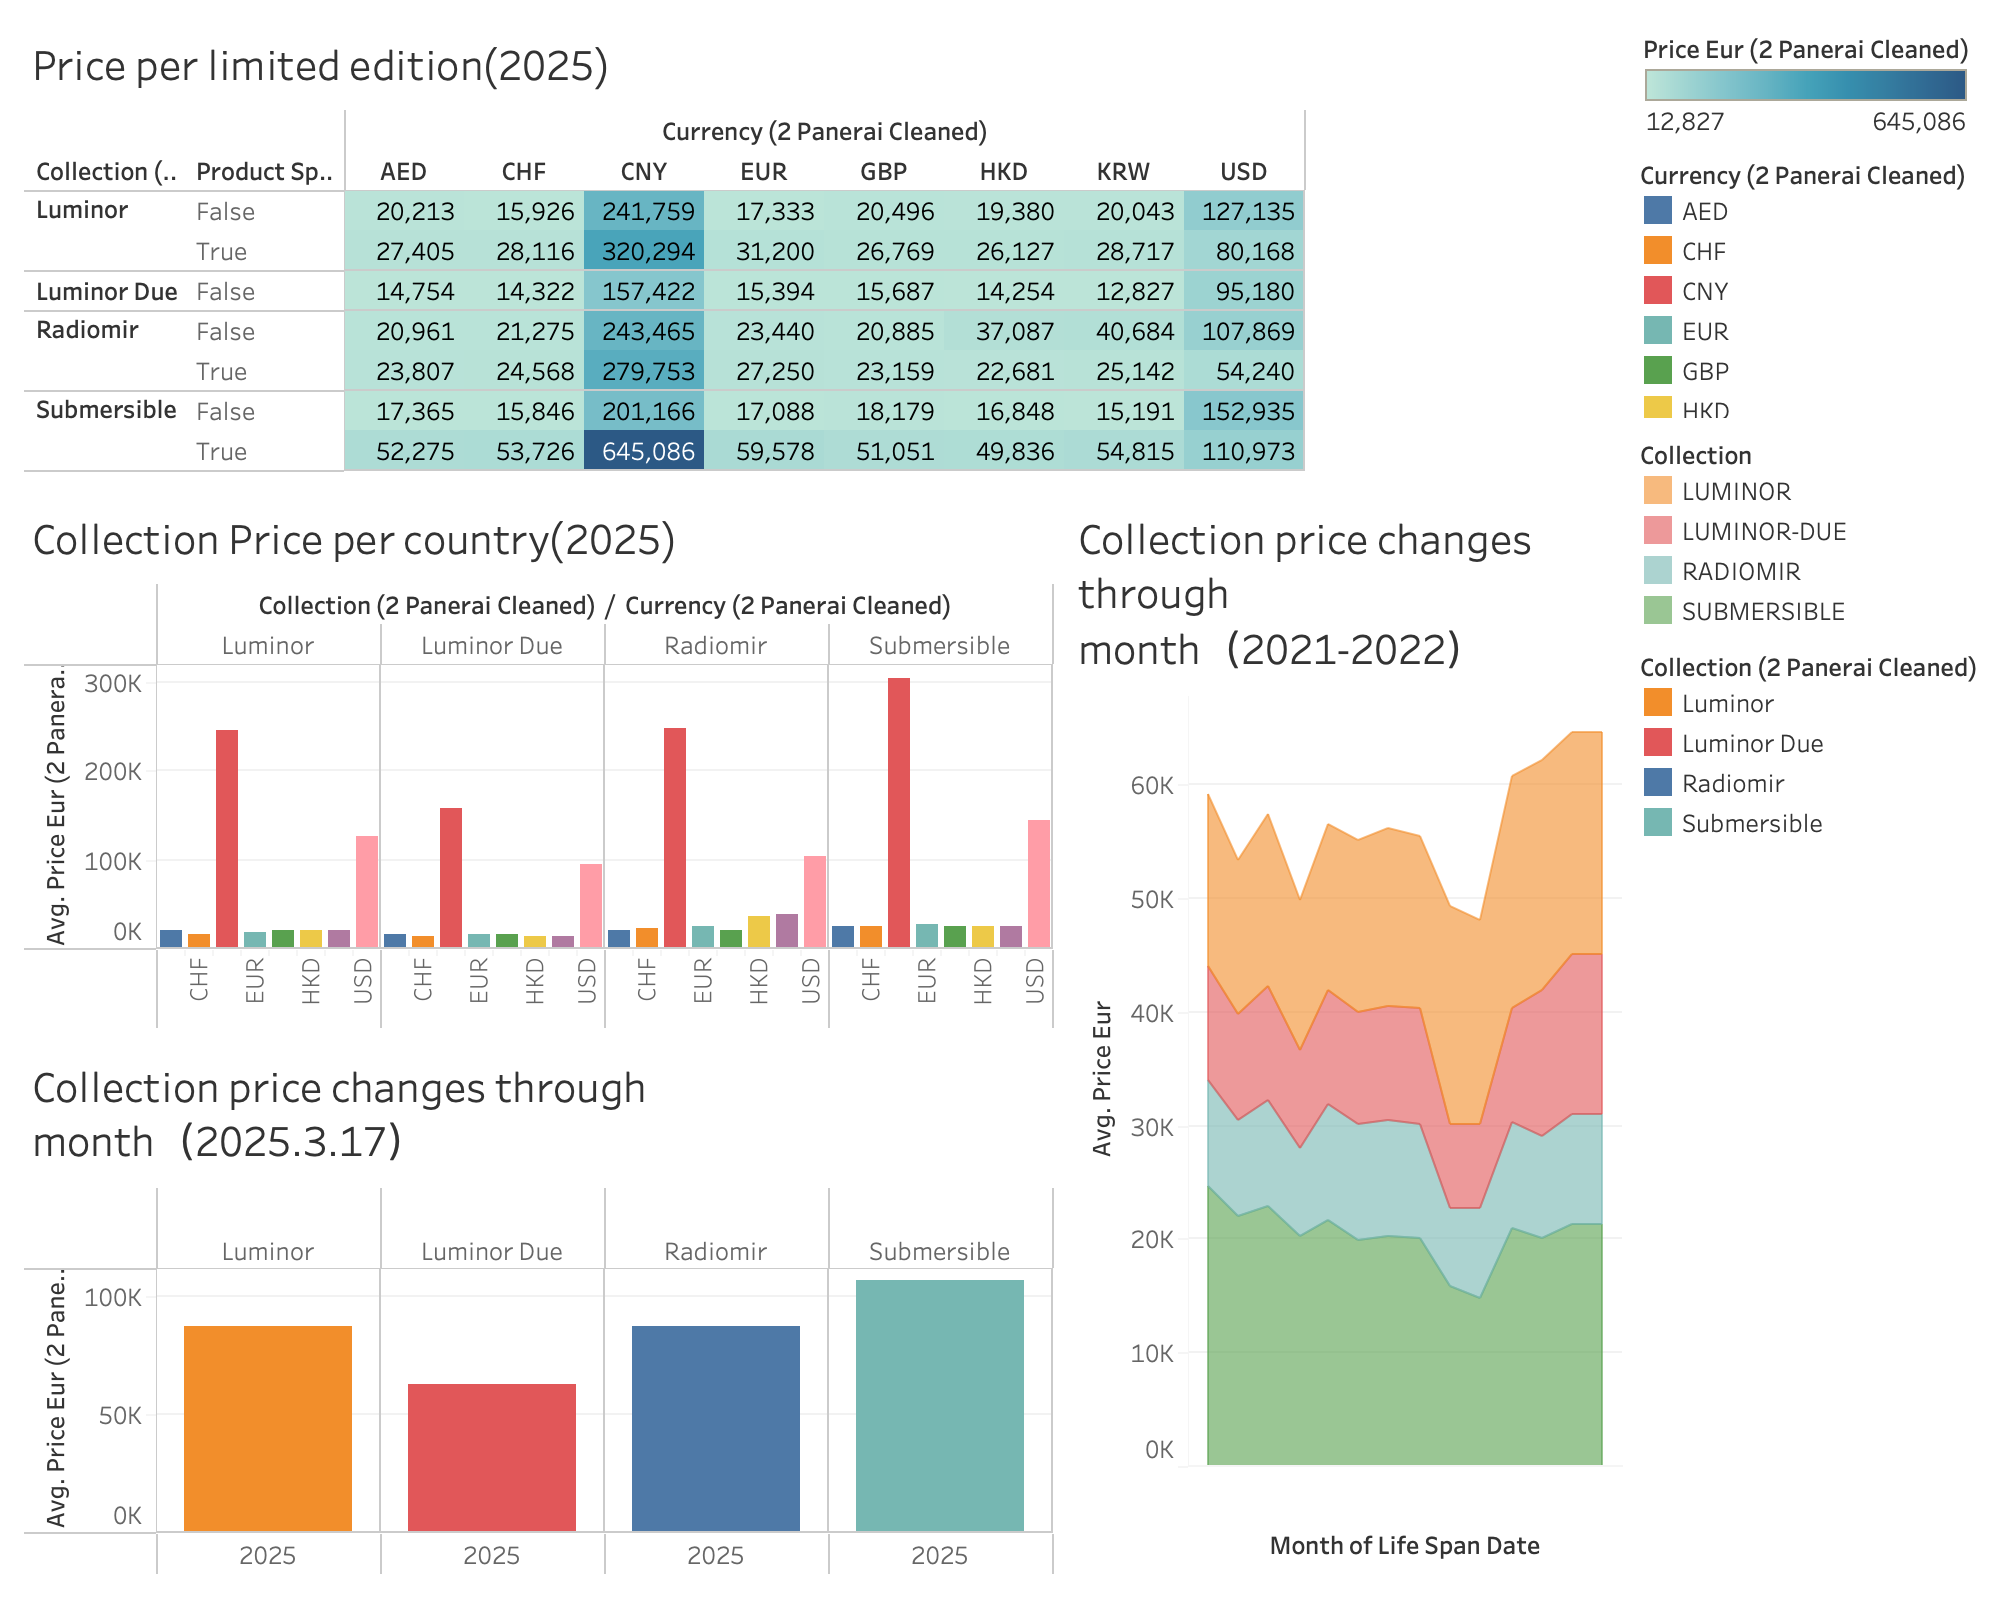 Price per limited edition(2025)
Currency (2 Panerai Cleaned)
Collection (.. Product Sp.. AED CHF CNY EUR GBP HKD KRW USD
Luminor False 20,213 15,926 241,759 17,333 20,496 19,380 20,043 127,135
True 27,405 28,116 320,294 31,200 26,769 26,127 28,717 80,168
Luminor Due False 14,754 14,322 157,422 15,394 15,687 14,254 12,827 95,180
Radiomir False 20,961 21,275 243,465 23,440 20,885 37,087 40,684 107,869
True 23,807 24,568 279,753 27,250 23,159 22,681 25,142 54,240
Submersible False 17,365 15,846 201,166 17,088 18,179 16,848 15,191 152,935
True 52,275 53,726 645,086 59,578 51,051 49,836 54,815 110,973
Price Eur (2 Panerai Cleaned)
12,827 645,086
Currency (2 Panerai Cleaned)
AED
CHF
CNY
EUR
GBP
HKD
Collection
LUMINOR
LUMINOR-DUE
RADIOMIR
SUBMERSIBLE
Collection (2 Panerai Cleaned)
Luminor
Luminor Due
Radiomir
Submersible
Collection Price per country(2025)
Collection (2 Panerai Cleaned) / Currency (2 Panerai Cleaned)
Luminor Luminor Due Radiomir Submersible
Avg. Price Eur (2 Panera..
300K
200K
100K
0K
CHF EUR HKD USD CHF EUR HKD USD CHF EUR HKD USD CHF EUR HKD USD
Collection price changes through
month (2025.3.17)
Luminor Luminor Due Radiomir Submersible
Avg. Price Eur (2 Pane..
100K
50K
0K
2025 2025 2025 2025
Collection price changes
through
month (2021-2022)
Avg. Price Eur
60K
50K
40K
30K
20K
10K
0K
Month of Life Span Date